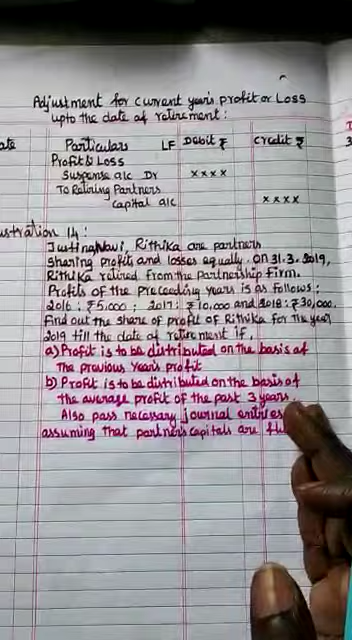 Adjustment for current year's profit or Loss
upto the date of retirement:
Particulars LF Debit ₹ Credit ₹
Profit & Loss
Suspense a/c Dr xxxx
To Retiring Partners
capital a/c xxxx
14:
Justina, Navi, Rithika are partners
sharing profits and losses equally. On 31.3.2019,
Rithika retired from the partnership firm.
Profits of the preceeding years is as follows:
2016: ₹5,000; 2017: ₹10,000 and 2018: ₹30,000.
Find out the share of profit of Rithika for the year
2019 till the date of retirement if,
a) Profit is to be distributed on the basis of
the previous year's profit
b) Profit is to be distributed on the basis of
the average profit of the past 3 years.
Also pass necessary journal entries
assuming that partners capitals are